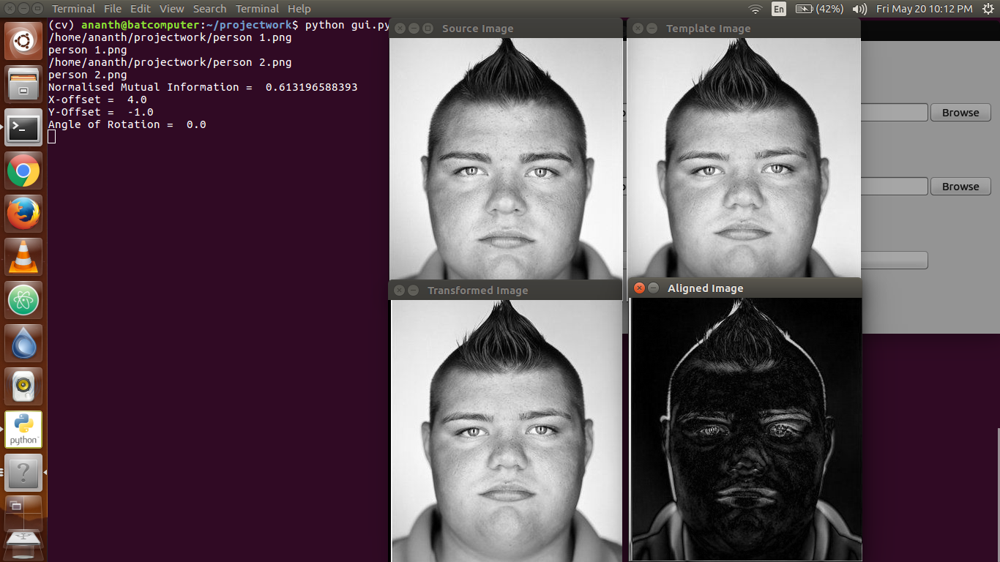 Terminal File Edit View Search Terminal Help
En (42%) Fri May 20 10:12 PM
(cv) ananth@batcomputer:~/projectwork$ python gui.py
/home/ananth/projectwork/person 1.png
person 1.png
/home/ananth/projectwork/person 2.png
person 2.png
Normalised Mutual Information =  0.613196588393
X-offset =  4.0
Y-Offset =  -1.0
Angle of Rotation =  0.0
Source Image
Template Image
Browse
Browse
Transformed Image
Aligned Image
python